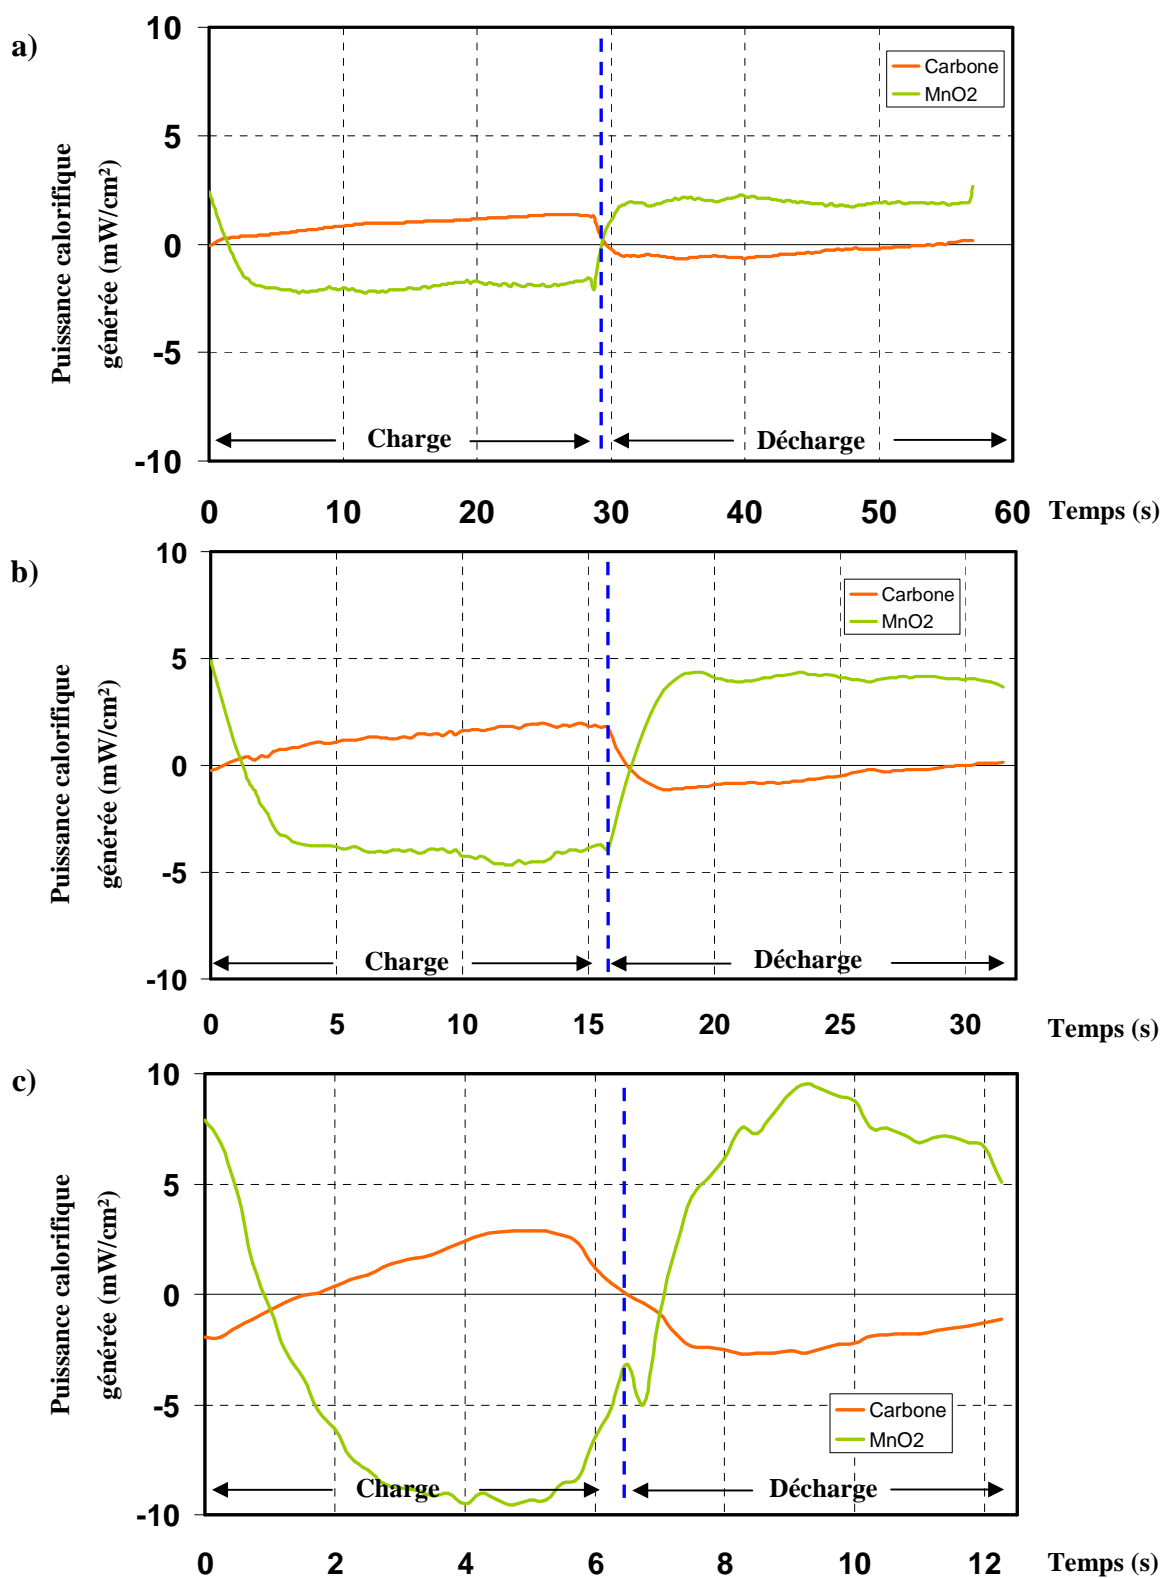 a)
10
5
0
-5
-10
Puissance calorifique
générée (mW/cm²)
Carbone
MnO2
Charge
Décharge
0 10 20 30 40 50 60 Temps (s)
b)
10
5
0
-5
-10
Puissance calorifique
générée (mW/cm²)
Carbone
MnO2
Charge
Décharge
0 5 10 15 20 25 30 Temps (s)
c)
10
5
0
-5
-10
Puissance calorifique
générée (mW/cm²)
Carbone
MnO2
Charge
Décharge
0 2 4 6 8 10 12 Temps (s)